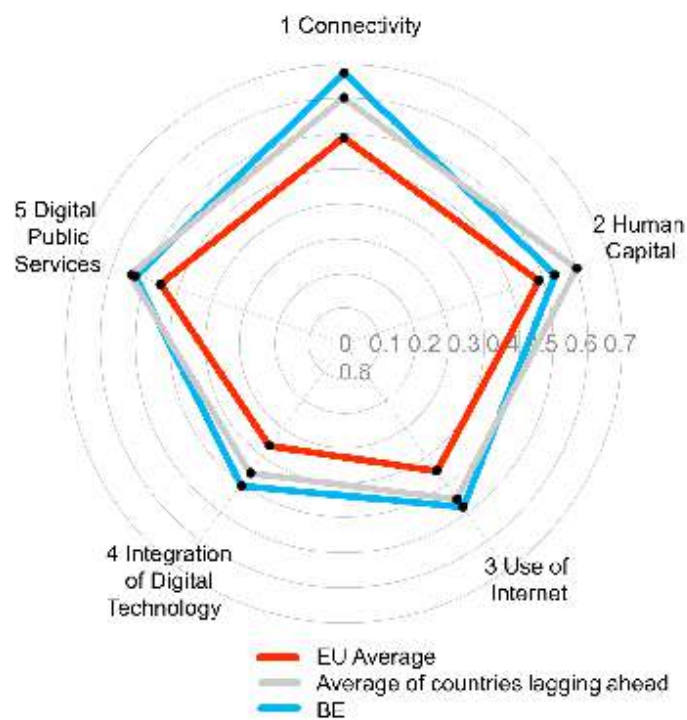 1 Connectivity
5 Digital
Public
Services
2 Human
Capital
0 0.1 0.2 0.3 0.4 0.5 0.6 0.7
0.8
4 Integration
of Digital
Technology
3 Use of
Internet
EU Average
Average of countries lagging ahead
BE